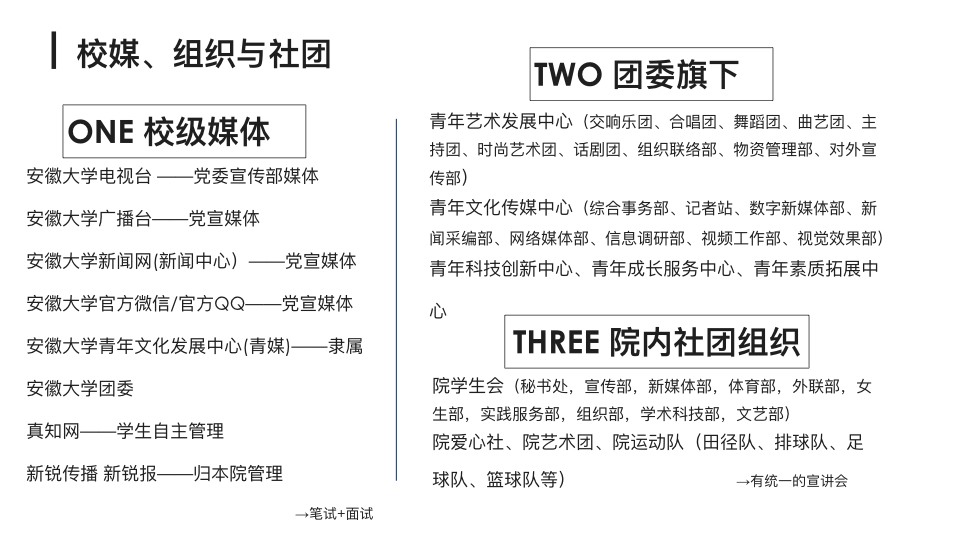 校媒、组织与社团
ONE 校级媒体
安徽大学电视台 ——党委宣传部媒体
安徽大学广播台——党宣媒体
安徽大学新闻网(新闻中心）——党宣媒体
安徽大学官方微信/官方QQ——党宣媒体
安徽大学青年文化发展中心(青媒)——隶属
安徽大学团委
真知网——学生自主管理
新锐传播 新锐报——归本院管理
→笔试+面试
TWO 团委旗下
青年艺术发展中心（交响乐团、合唱团、舞蹈团、曲艺团、主
持团、时尚艺术团、话剧团、组织联络部、物资管理部、对外宣
传部）
青年文化传媒中心（综合事务部、记者站、数字新媒体部、新
闻采编部、网络媒体部、信息调研部、视频工作部、视觉效果部）
青年科技创新中心、青年成长服务中心、青年素质拓展中
心
THREE 院内社团组织
院学生会（秘书处，宣传部，新媒体部，体育部，外联部，女
生部，实践服务部，组织部，学术科技部，文艺部）
院爱心社、院艺术团、院运动队（田径队、排球队、足
球队、篮球队等）
→有统一的宣讲会